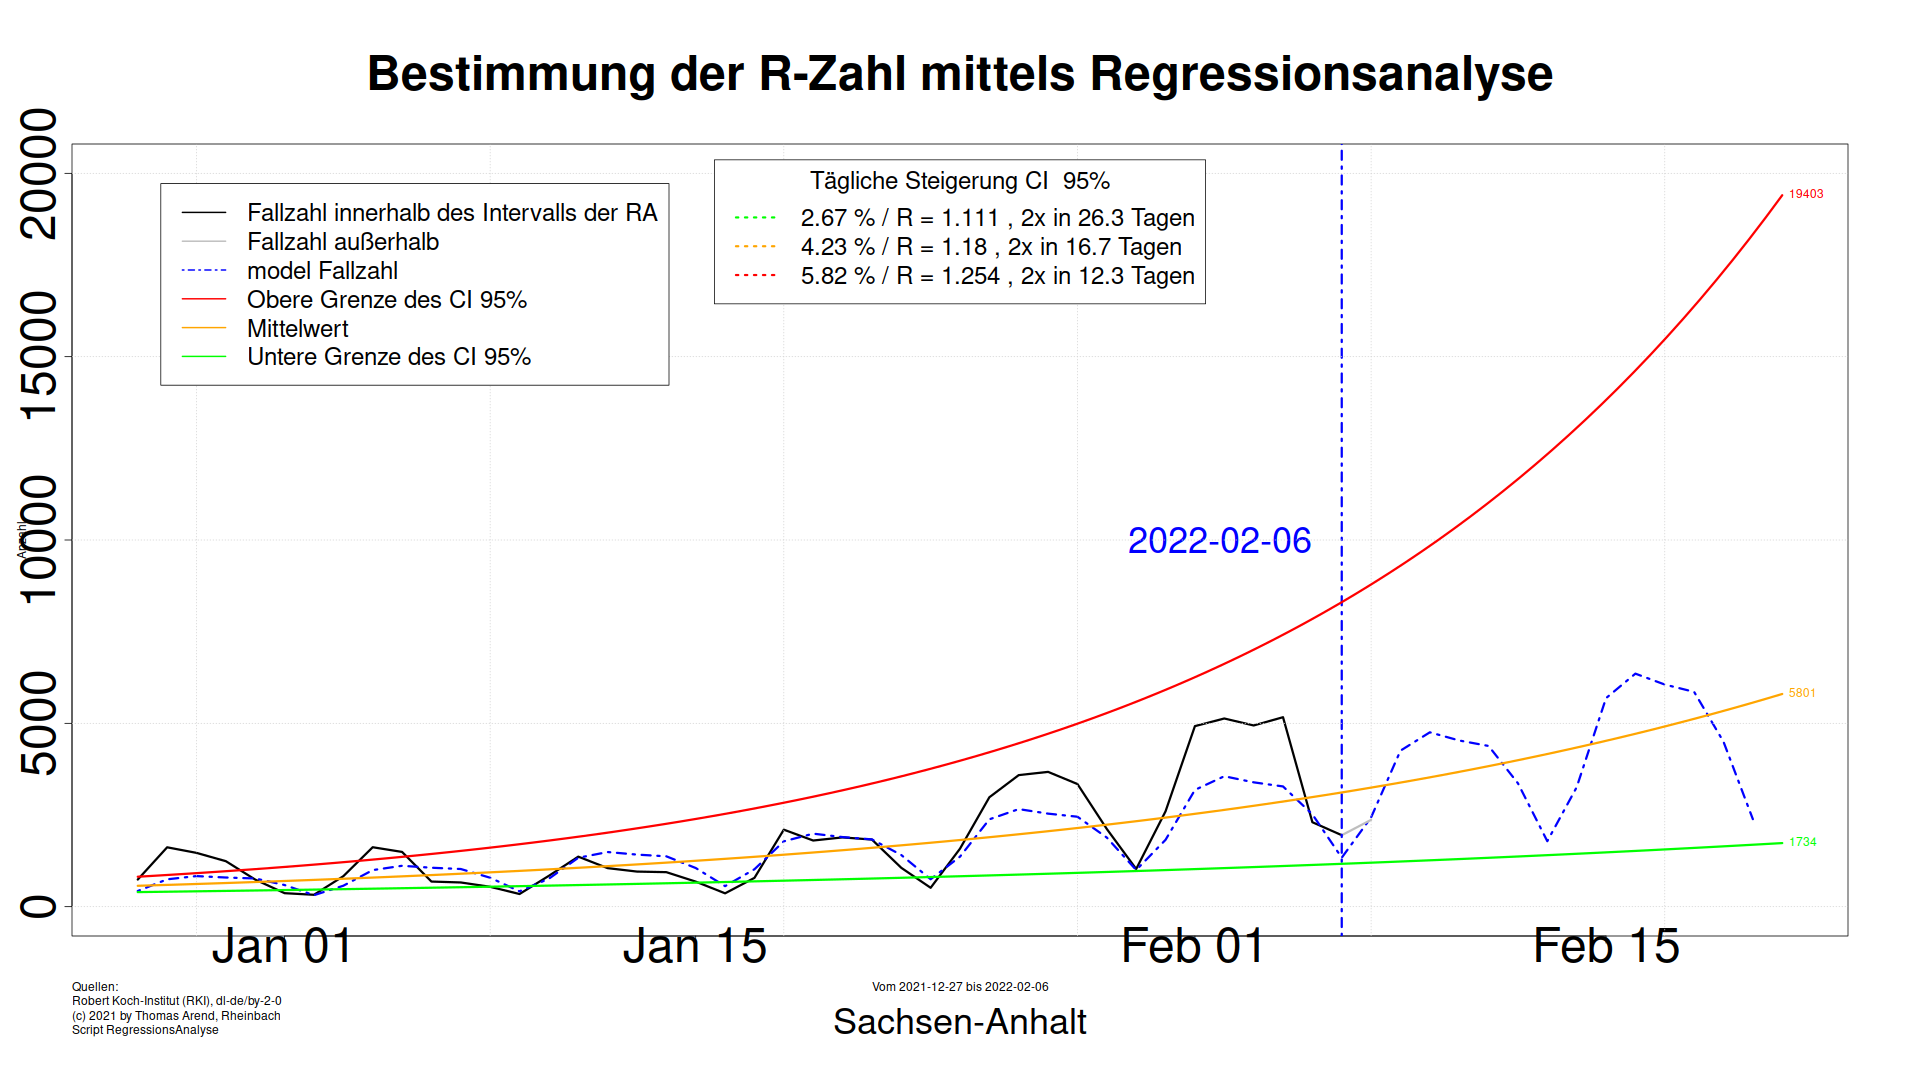 Bestimmung der R-Zahl mittels Regressionsanalyse
Anzahl
20000
15000
10000
5000
0
Fallzahl innerhalb des Intervalls der RA
Fallzahl außerhalb
model Fallzahl
Obere Grenze des CI 95%
Mittelwert
Untere Grenze des CI 95%
Tägliche Steigerung CI  95%
2.67 % / R = 1.111 , 2x in 26.3 Tagen
4.23 % / R = 1.18 , 2x in 16.7 Tagen
5.82 % / R = 1.254 , 2x in 12.3 Tagen
19403
2022-02-06
5801
1734
Jan 01
Jan 15
Feb 01
Feb 15
Quellen:
Robert Koch-Institut (RKI), dl-de/by-2-0
(c) 2021 by Thomas Arend, Rheinbach
Script RegressionsAnalyse
Vom 2021-12-27 bis 2022-02-06
Sachsen-Anhalt